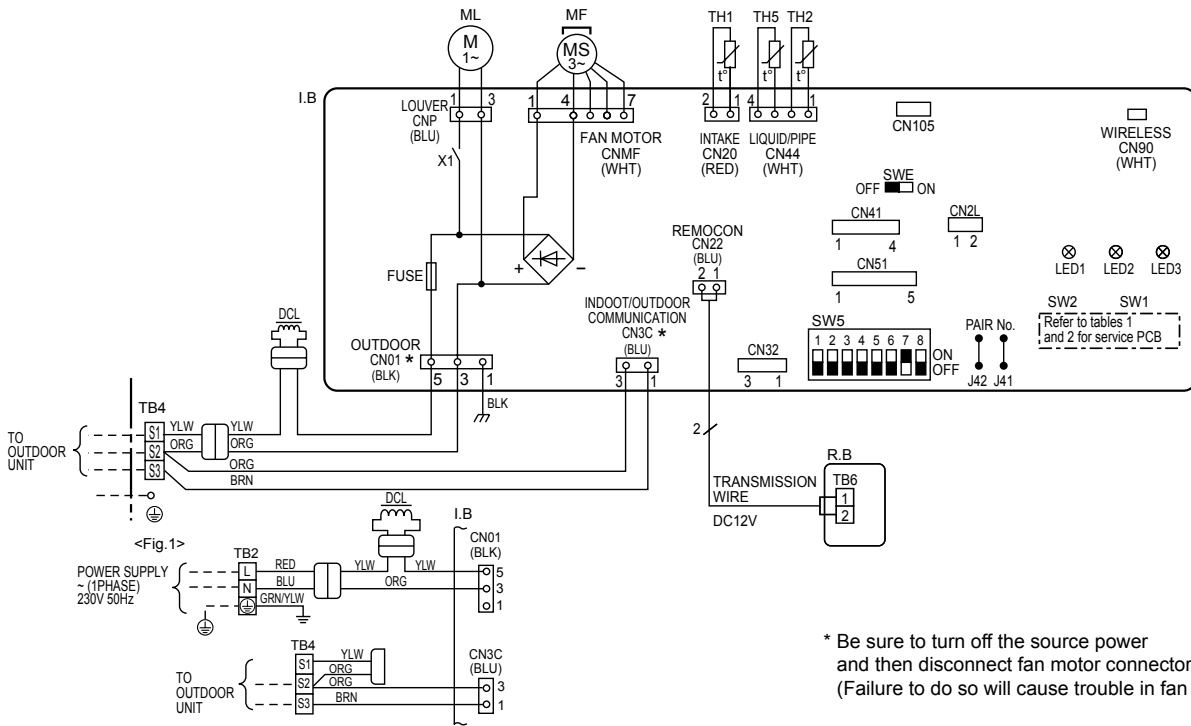 ML
MF
TH1 TH5 TH2
M
1~
MS
3~
t° t° t°
I.B
1 3
1 4 7
2 1
4 1
LOUVER
CNP
(BLU)
X1
FAN MOTOR
CNMF
(WHT)
INTAKE
CN20
(RED)
LIQUID/PIPE
CN44
(WHT)
CN105
WIRELESS
CN90
(WHT)
SWE
OFF ON
CN41
1 4
CN2L
1 2
REMOCON
CN22
(BLU)
2 1
CN51
1 5
LED1 LED2 LED3
FUSE
+ −
DCL
INDOOT/OUTDOOR
COMMUNICATION
CN3C *
(BLU)
3 1
OUTDOOR
CN01 *
(BLK)
5 3 1
BLK
CN32
3 1
SW5
1 2 3 4 5 6 7 8
ON
OFF
PAIR No.
J42 J41
SW2 SW1
Refer to tables 1
and 2 for service PCB
TB4
TO
OUTDOOR
UNIT
S1 YLW YLW
S2 ORG ORG
S3 ORG
BRN
2
TRANSMISSION
WIRE
DC12V
R.B
TB6
1
2
<Fig.1>
DCL
I.B
CN01
(BLK)
POWER SUPPLY
~ (1PHASE)
230V 50Hz
TB2
L RED YLW YLW 5
N BLU ORG 3
GRN/YLW 1
TB4
TO
OUTDOOR
UNIT
S1 YLW
ORG
S2 ORG
S3 BRN
CN3C
(BLU)
3
1
* Be sure to turn off the source power
and then disconnect fan motor connector
(Failure to do so will cause trouble in fan